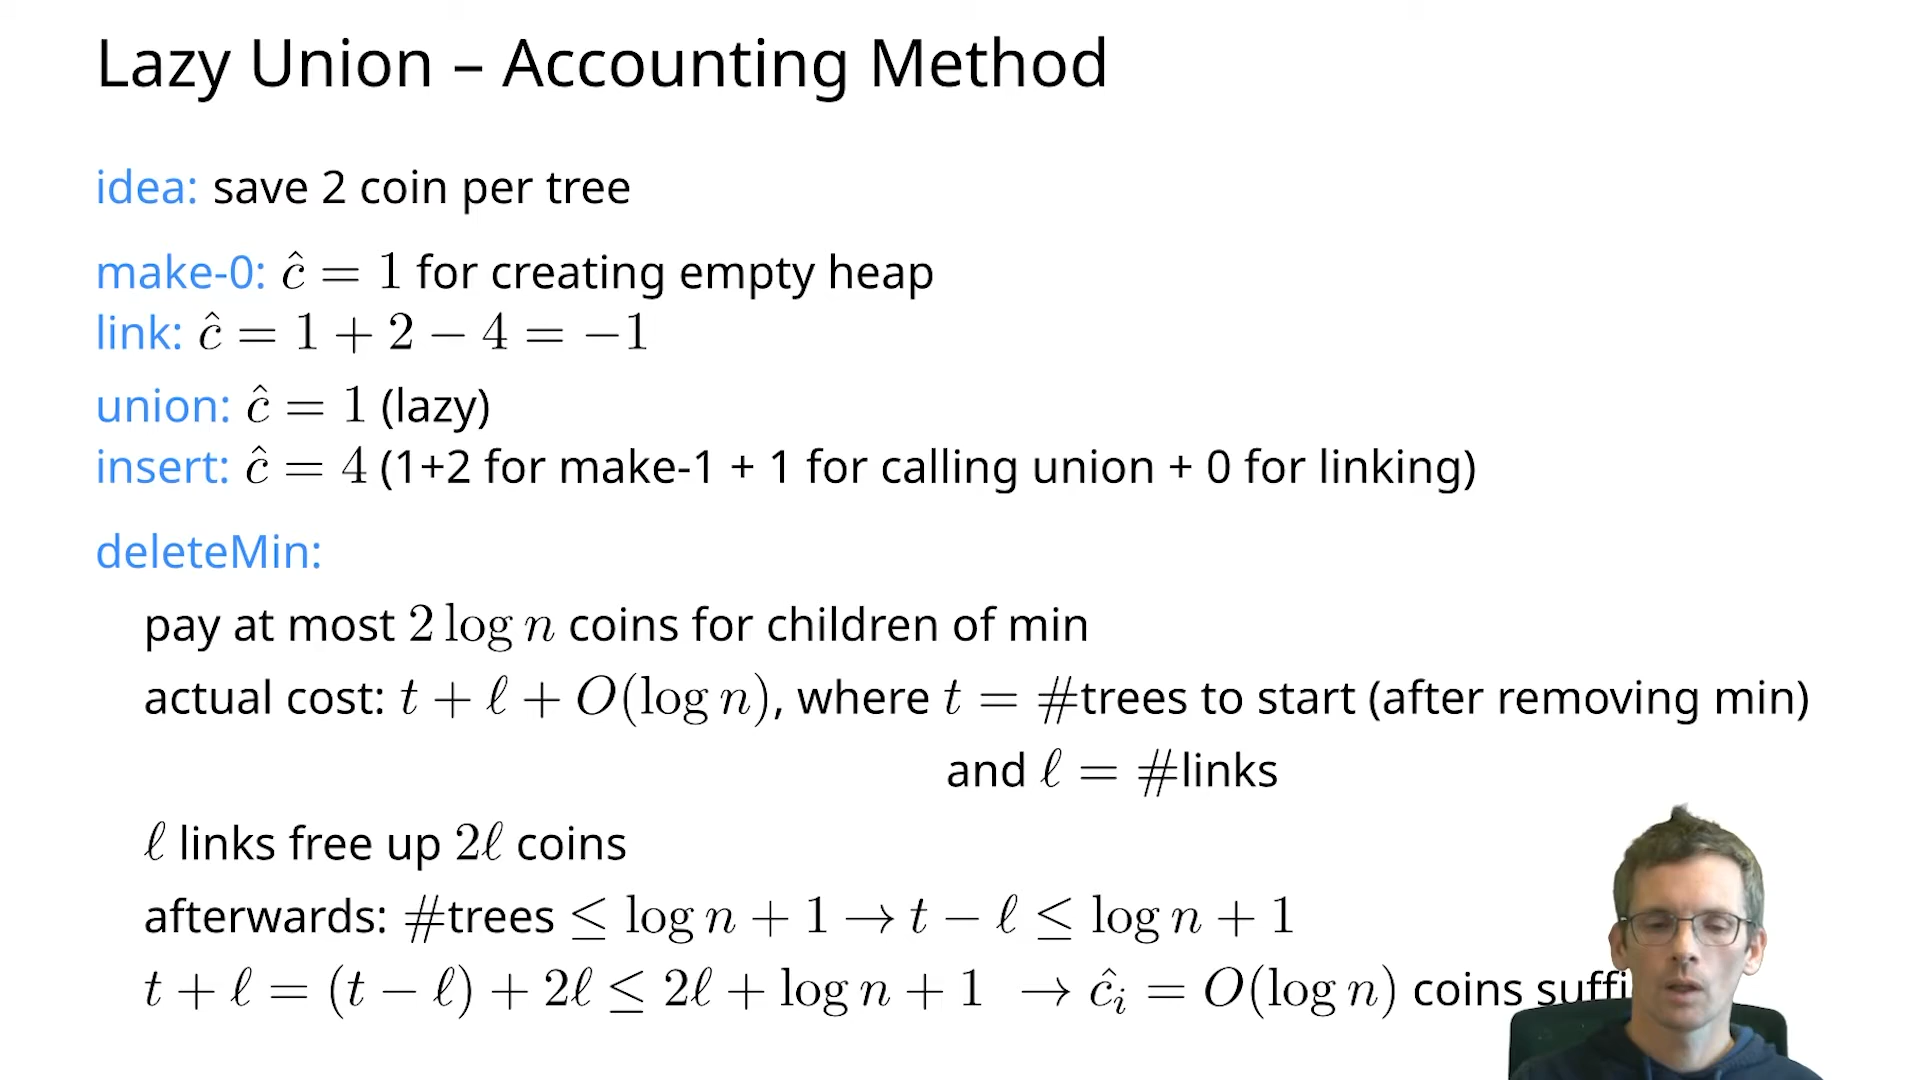 Lazy Union – Accounting Method
idea: save 2 coin per tree
make-0: ĉ = 1 for creating empty heap
link: ĉ = 1 + 2 − 4 = −1
union: ĉ = 1 (lazy)
insert: ĉ = 4 (1+2 for make-1 + 1 for calling union + 0 for linking)
deleteMin:
pay at most 2 log n coins for children of min
actual cost: t + ℓ + O(log n), where t = #trees to start (after removing min)
and ℓ = #links
ℓ links free up 2ℓ coins
afterwards: #trees ≤ log n + 1 → t − ℓ ≤ log n + 1
t + ℓ = (t − ℓ) + 2ℓ ≤ 2ℓ + log n + 1 → ĉᵢ = O(log n) coins